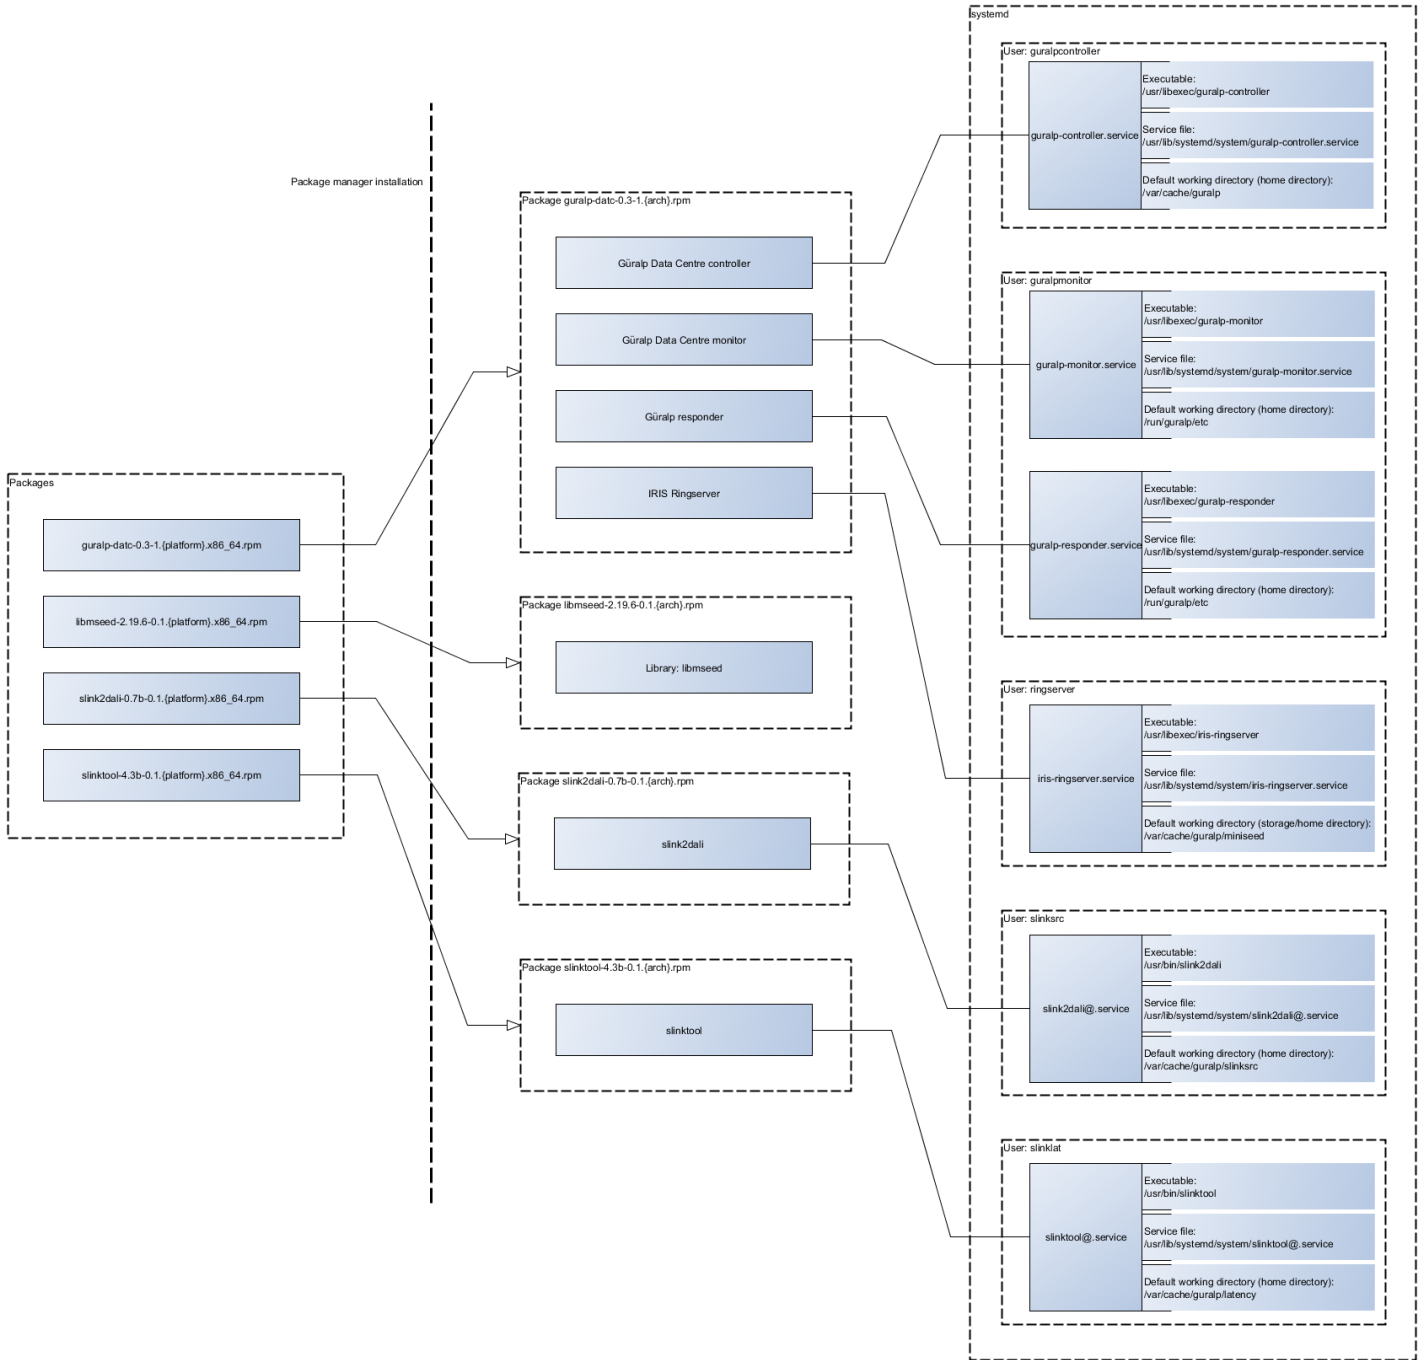 Packages
guralp-datc-0.3-1.{platform}.x86_64.rpm
libmseed-2.19.6-0.1.{platform}.x86_64.rpm
slink2dali-0.7b-0.1.{platform}.x86_64.rpm
slinktool-4.3b-0.1.{platform}.x86_64.rpm
Package manager installation
Package guralp-datc-0.3-1.{arch}.rpm
Güralp Data Centre controller
Güralp Data Centre monitor
Güralp responder
IRIS Ringserver
Package libmseed-2.19.6-0.1.{arch}.rpm
Library: libmseed
Package slink2dali-0.7b-0.1.{arch}.rpm
slink2dali
Package slinktool-4.3b-0.1.{arch}.rpm
slinktool
systemd
User: guralpcontroller
guralp-controller.service
Executable:
/usr/libexec/guralp-controller
Service file:
/usr/lib/systemd/system/guralp-controller.service
Default working directory (home directory):
/var/cache/guralp
User: guralpmonitor
guralp-monitor.service
Executable:
/usr/libexec/guralp-monitor
Service file:
/usr/lib/systemd/system/guralp-monitor.service
Default working directory (home directory):
/run/guralp/etc
guralp-responder.service
Executable:
/usr/libexec/guralp-responder
Service file:
/usr/lib/systemd/system/guralp-responder.service
Default working directory (home directory):
/run/guralp/etc
User: ringserver
iris-ringserver.service
Executable:
/usr/libexec/iris-ringserver
Service file:
/usr/lib/systemd/system/iris-ringserver.service
Default working directory (storage/home directory):
/var/cache/guralp/miniseed
User: slinksrc
slink2dali@.service
Executable:
/usr/bin/slink2dali
Service file:
/usr/lib/systemd/system/slink2dali@.service
Default working directory (home directory):
/var/cache/guralp/slinksrc
User: slinklat
slinktool@.service
Executable:
/usr/bin/slinktool
Service file:
/usr/lib/systemd/system/slinktool@.service
Default working directory (home directory):
/var/cache/guralp/latency